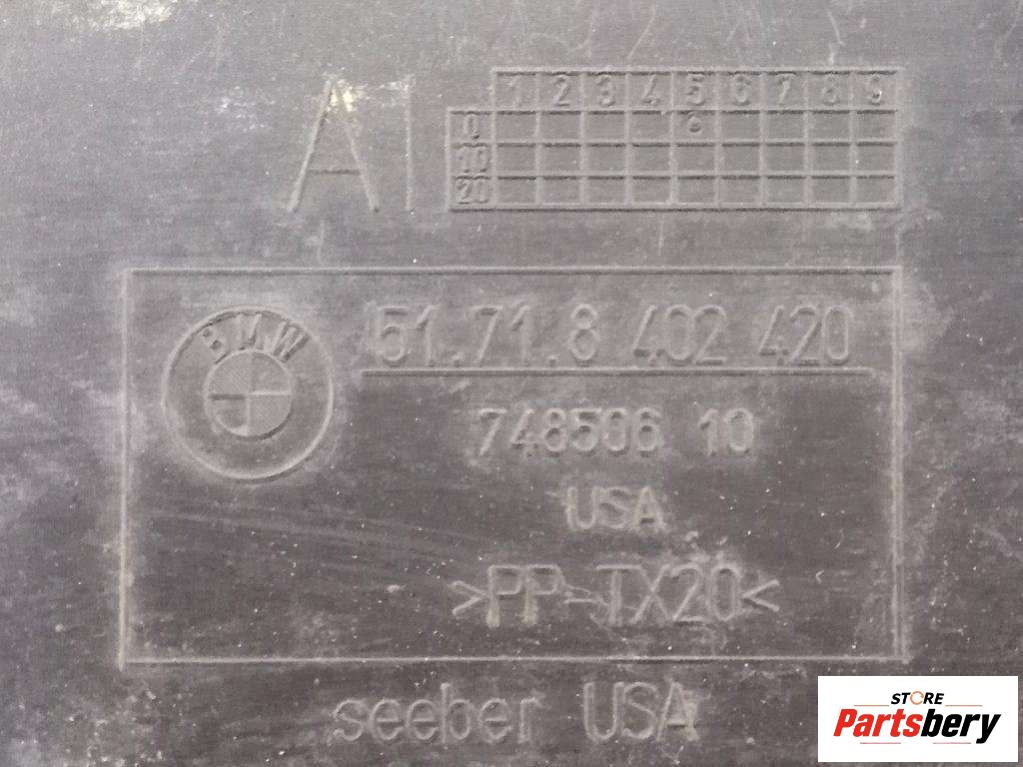 AI
1 2 3 4 5 6 7 8 9
0
10
20
BMW
51.71.8 402 420
748506 10
USA
>PP-TX20<
seeber USA
STORE
Partsbery